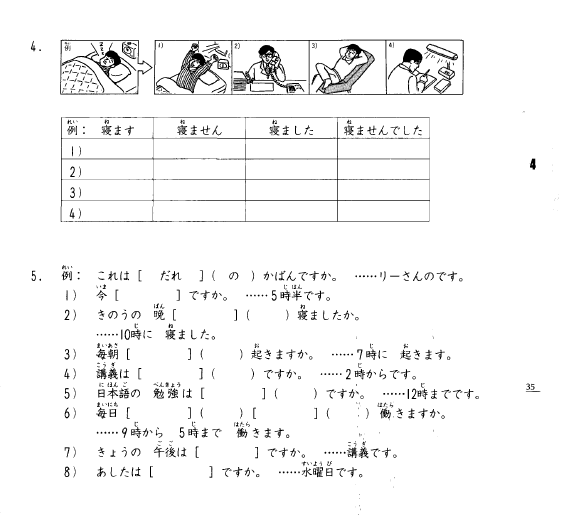 4.
例 1) 2) 3) 4)
例： 寝ます 寝ません 寝ました 寝ませんでした
1)
2)
3)
4)
4
5. 例： これは［ だれ ］( の )かばんですか。 ……リーさんのです。
1) 今［ ］ですか。 ……5時半です。
2) きのうの 晩［ ］( )寝ましたか。
……10時に 寝ました。
3) 毎朝［ ］( )起きますか。 ……7時に 起きます。
4) 講義は［ ］( )ですか。 ……2時からです。
5) 日本語の 勉強は［ ］( )ですか。 ……12時までです。
35
6) 毎日［ ］( )［ ］( )働きますか。
……9時から 5時まで 働きます。
7) きょうの 午後は［ ］ですか。 ……講義です。
8) あしたは［ ］ですか。 ……水曜日です。